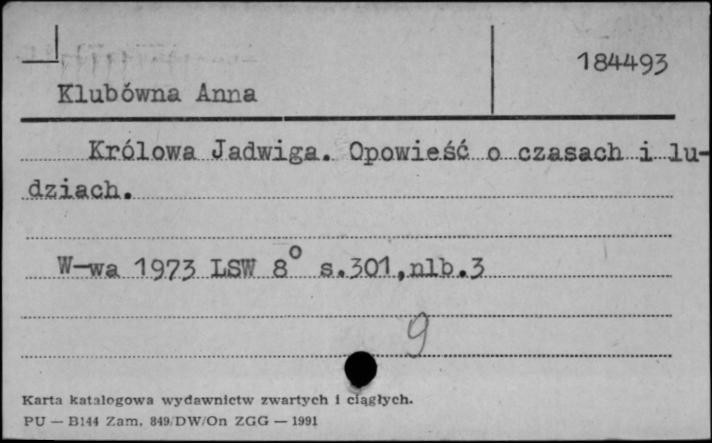 184493
Klubówna Anna
Królowa Jadwiga. Opowieść o czasach i lu-
dziach.
W-wa 1973 LSW 8° s.301,nlb.3
9
Karta katalogowa wydawnictw zwartych i ciągłych.
PU — B144 Zam. 849/DW/On ZGG — 1991